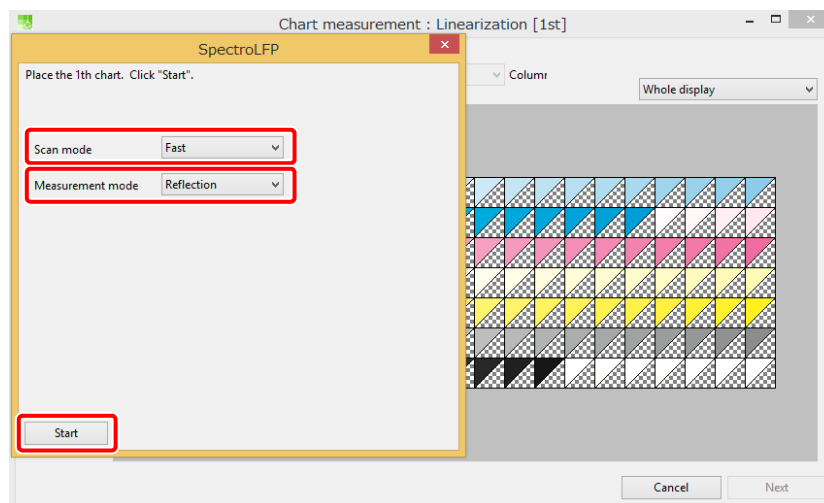 Chart measurement : Linearization [1st]
SpectroLFP
Place the 1th chart. Click "Start".
Colum
Whole display
Scan mode
Fast
Measurement mode
Reflection
Start
Cancel
Next